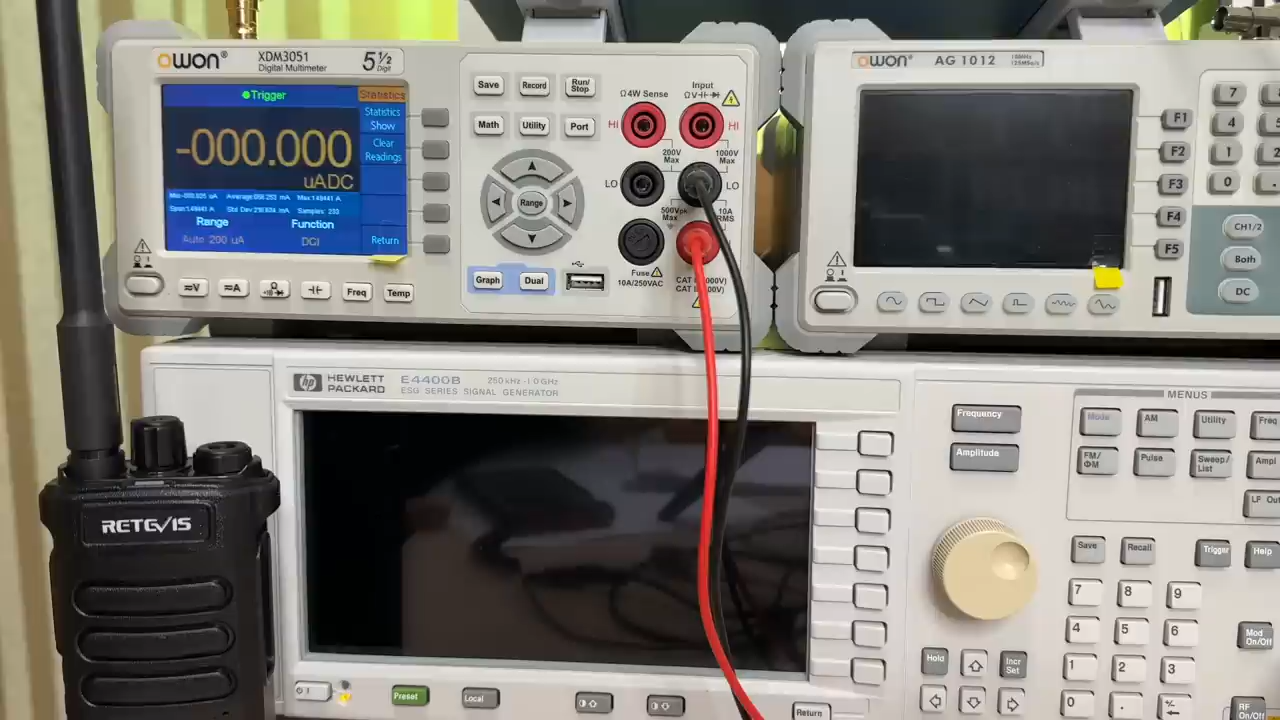 owon® XDM3051 5½
Digital Multimeter Digit
Trigger
Statistics
Statistics
Show
Clear
Readings
-000.000
uADC
Range
Function
Auto 200 uA
DCI
Return
Save
Record
Run/
Stop
Math
Utility
Port
Range
Graph
Dual
≂V
≂A
Freq
Temp
Ω4W Sense
Input
HI
HI
200V
Max
1000V
Max
LO
LO
500Vpk
Max
10A
RMS
Fuse
10A/250VAC
owon® AG 1012
F1
F2
F3
F4
F5
7
4
1
2
0
.
CH1/2
Both
DC
hp HEWLETT
PACKARD
E4400B 250 kHz - 1.0 GHz
ESG SERIES SIGNAL GENERATOR
Frequency
Amplitude
MENUS
Mode
AM
Utility
Freq
FM/
ΦM
Pulse
Sweep/
List
Ampl
LF Out
Save
Recall
Trigger
Help
7
8
9
4
5
6
1
2
3
0
.
Mod
On/Off
RF
On/Off
Hold
Incr
Set
Preset
Local
Return
RETEVIS